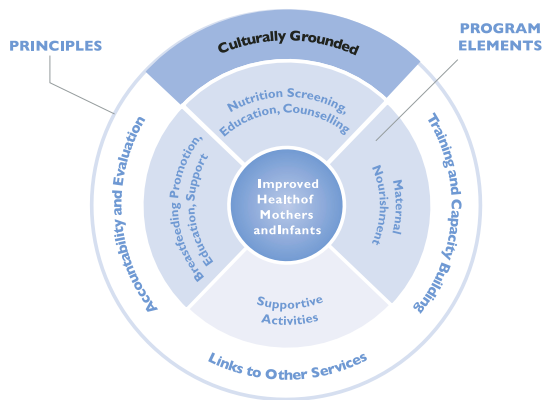 PRINCIPLES
PROGRAM
ELEMENTS
Culturally Grounded
Nutrition Screening,
Education, Counselling
Accountability and Evaluation
Breastfeeding Promotion,
Education, Support
Improved
Healthof
Mothers
andInfants
Maternal
Nourishment
Training and Capacity Building
Supportive
Activities
Links to Other Services